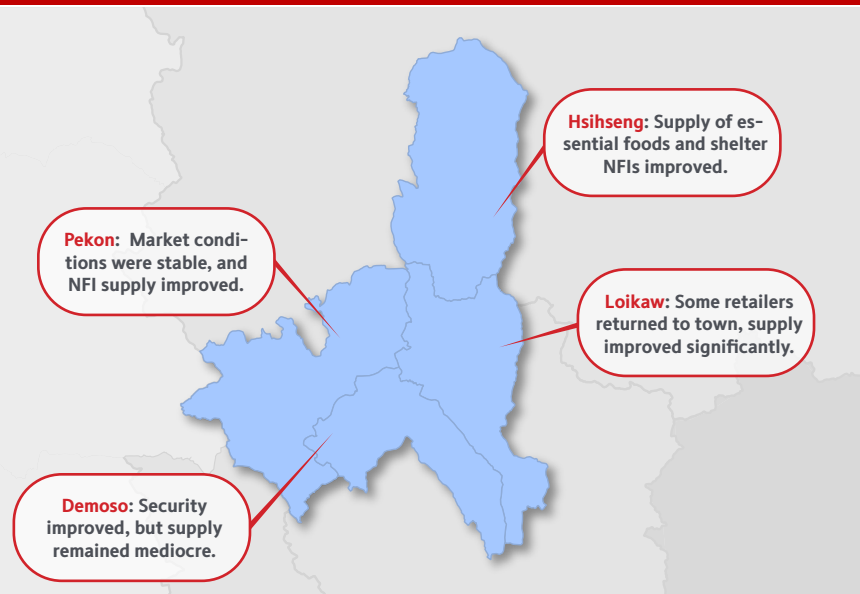 Hsihseng: Supply of es-
sential foods and shelter
NFIs improved.
Pekon:  Market condi-
tions were stable, and
NFI supply improved.
Loikaw: Some retailers
returned to town, supply
improved significantly.
Demoso: Security
improved, but supply
remained mediocre.